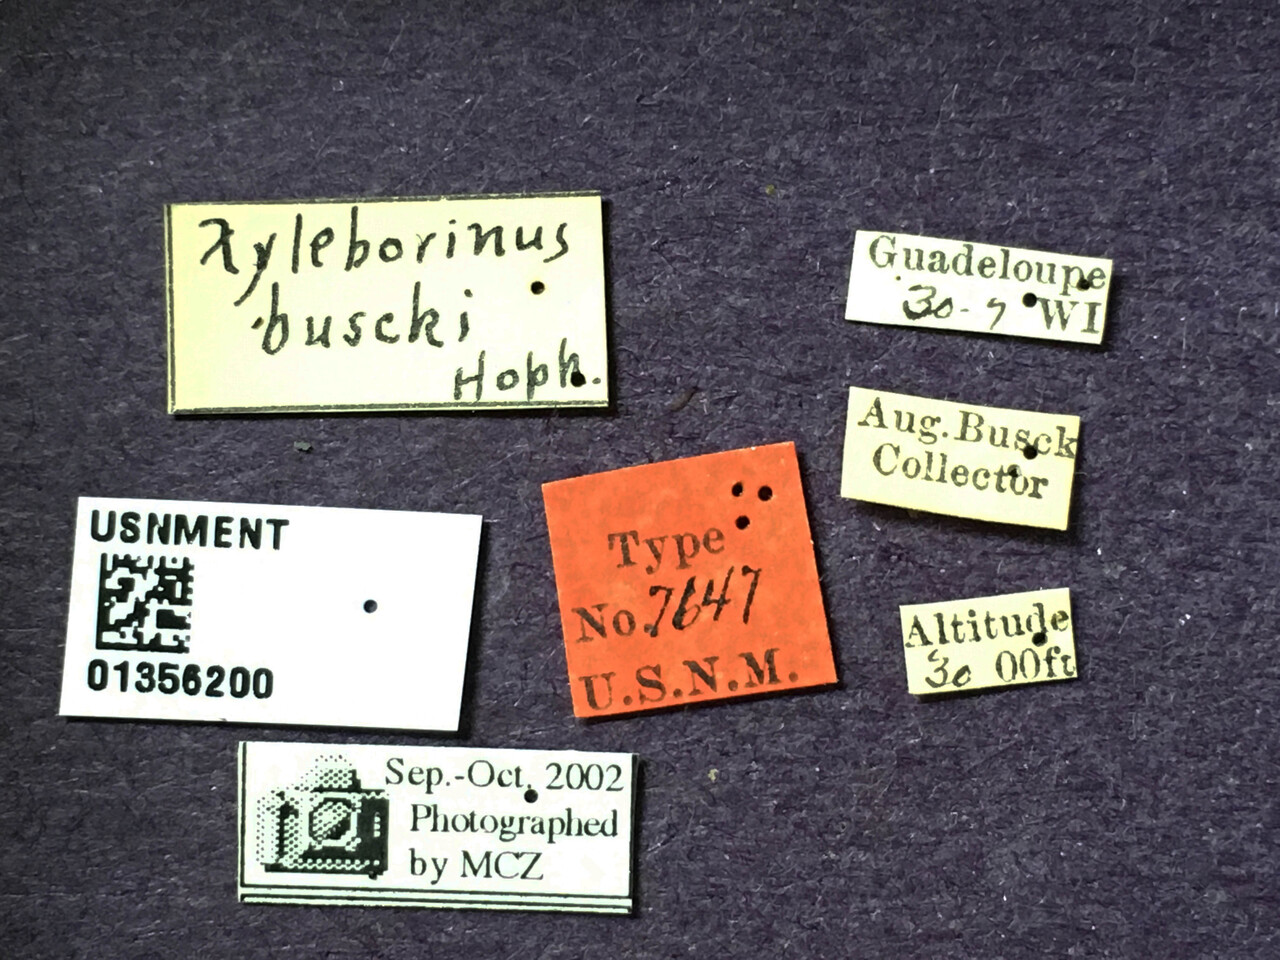 Xyleborinus
buscki
Hoph.
Guadeloupe
30-7 WI
Aug. Busck
Collector
Type
No. 7647
U.S.N.M.
Altitude
30 00ft
USNMENT
01356200
Sep.-Oct. 2002
Photographed
by MCZ